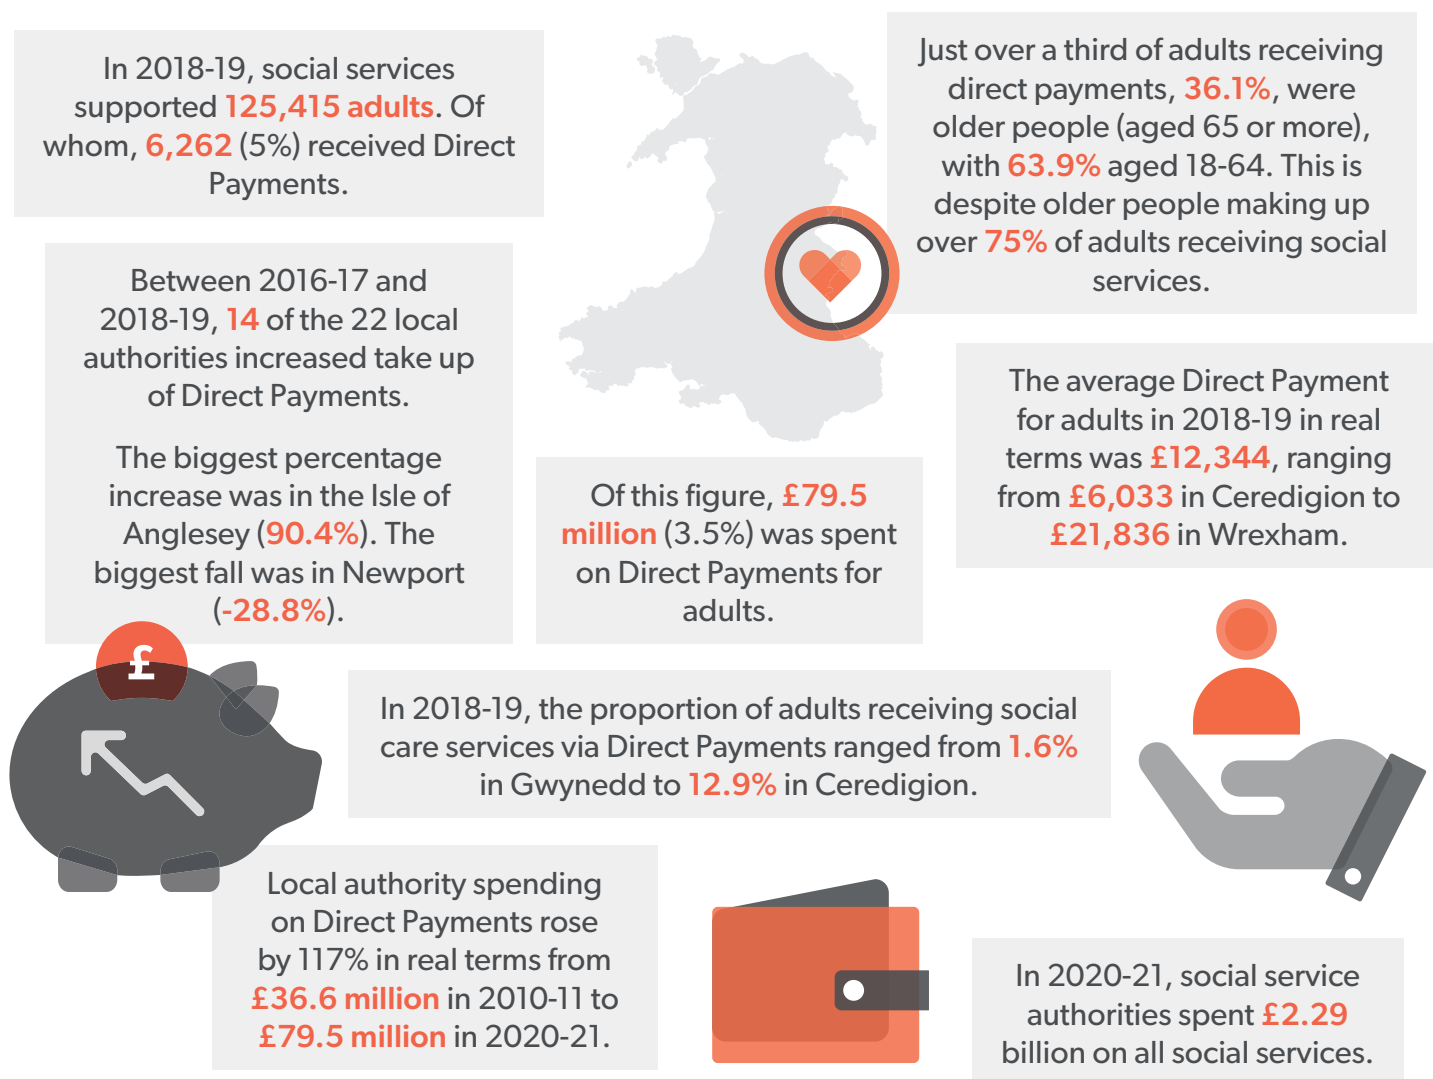 In 2018-19, social services
supported 125,415 adults. Of
whom, 6,262 (5%) received Direct
Payments.
Just over a third of adults receiving
direct payments, 36.1%, were
older people (aged 65 or more),
with 63.9% aged 18-64. This is
despite older people making up
over 75% of adults receiving social
services.
Between 2016-17 and
2018-19, 14 of the 22 local
authorities increased take up
of Direct Payments.
The biggest percentage
increase was in the Isle of
Anglesey (90.4%). The
biggest fall was in Newport
(-28.8%).
Of this figure, £79.5
million (3.5%) was spent
on Direct Payments for
adults.
The average Direct Payment
for adults in 2018-19 in real
terms was £12,344, ranging
from £6,033 in Ceredigion to
£21,836 in Wrexham.
£
In 2018-19, the proportion of adults receiving social
care services via Direct Payments ranged from 1.6%
in Gwynedd to 12.9% in Ceredigion.
Local authority spending
on Direct Payments rose
by 117% in real terms from
£36.6 million in 2010-11 to
£79.5 million in 2020-21.
In 2020-21, social service
authorities spent £2.29
billion on all social services.